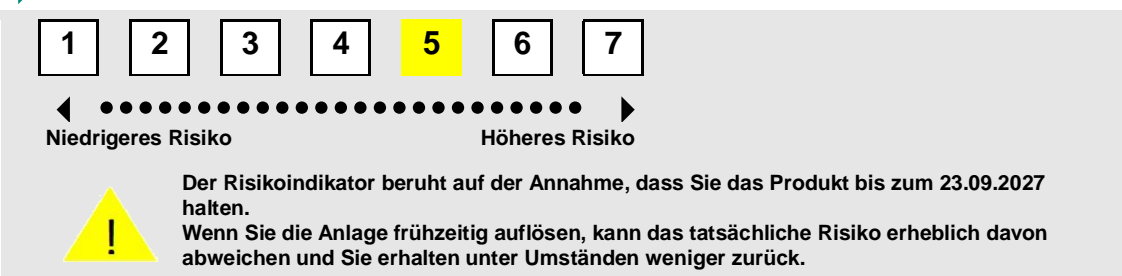 1 2 3 4 5 6 7
Niedrigeres Risiko Höheres Risiko
Der Risikoindikator beruht auf der Annahme, dass Sie das Produkt bis zum 23.09.2027
halten.
Wenn Sie die Anlage frühzeitig auflösen, kann das tatsächliche Risiko erheblich davon
abweichen und Sie erhalten unter Umständen weniger zurück.
!